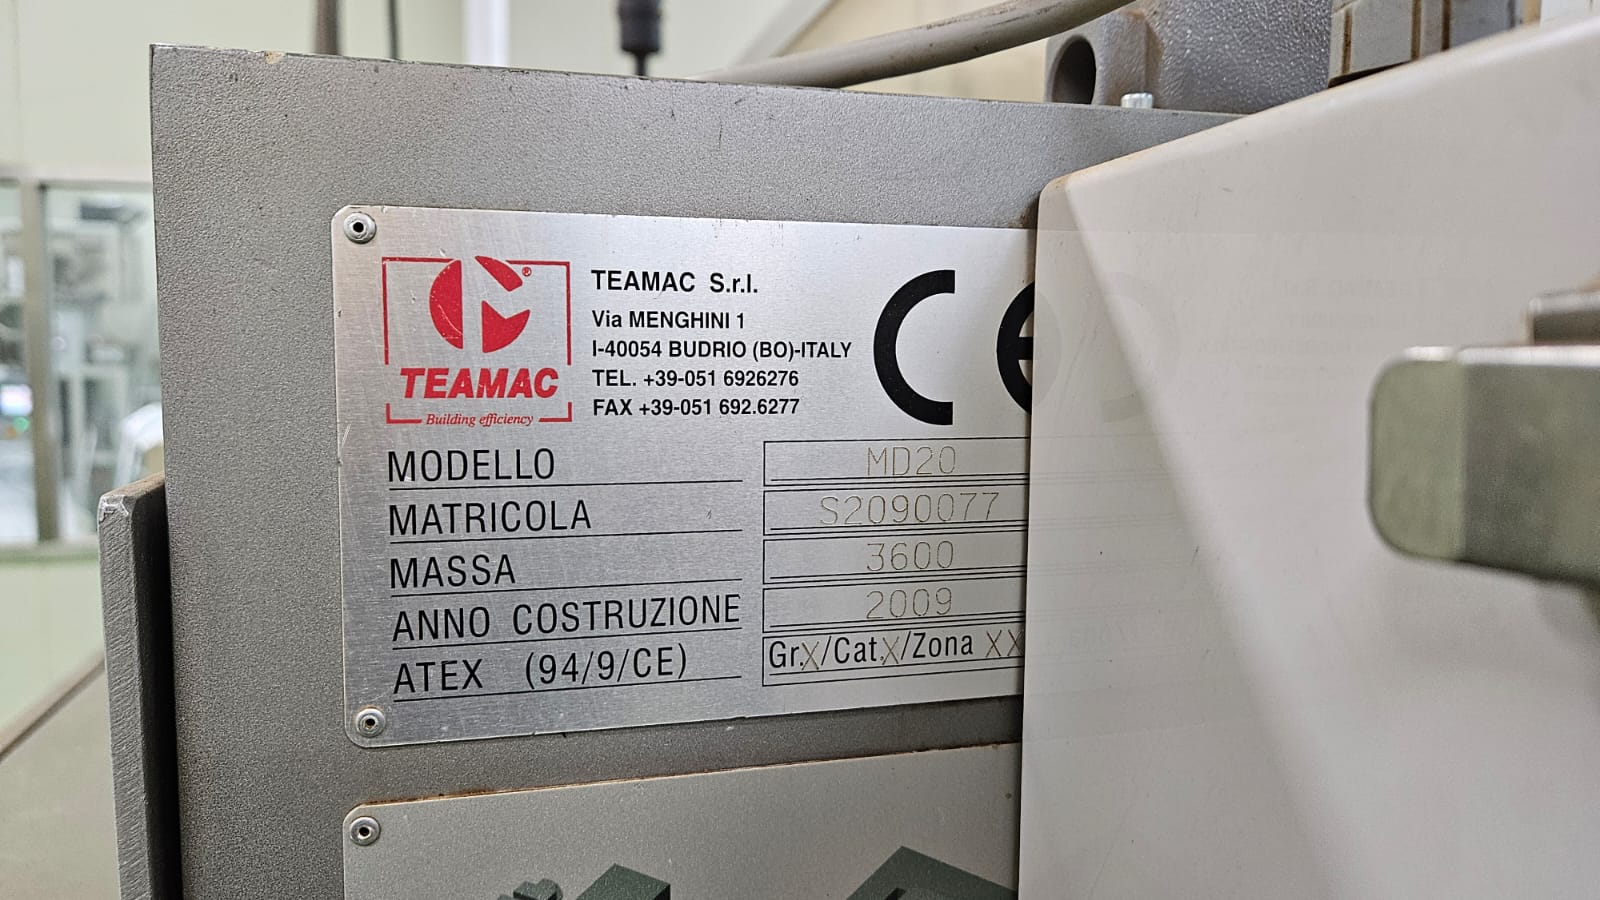 TEAMAC
Building efficiency
TEAMAC S.r.l.
Via MENGHINI 1
I-40054 BUDRIO (BO)-ITALY
TEL. +39-051 6926276
FAX +39-051 692.6277
CE
MODELLO MD20
MATRICOLA S2090077
MASSA 3600
ANNO COSTRUZIONE 2009
ATEX (94/9/CE) Gr.X/Cat.X/Zona XX